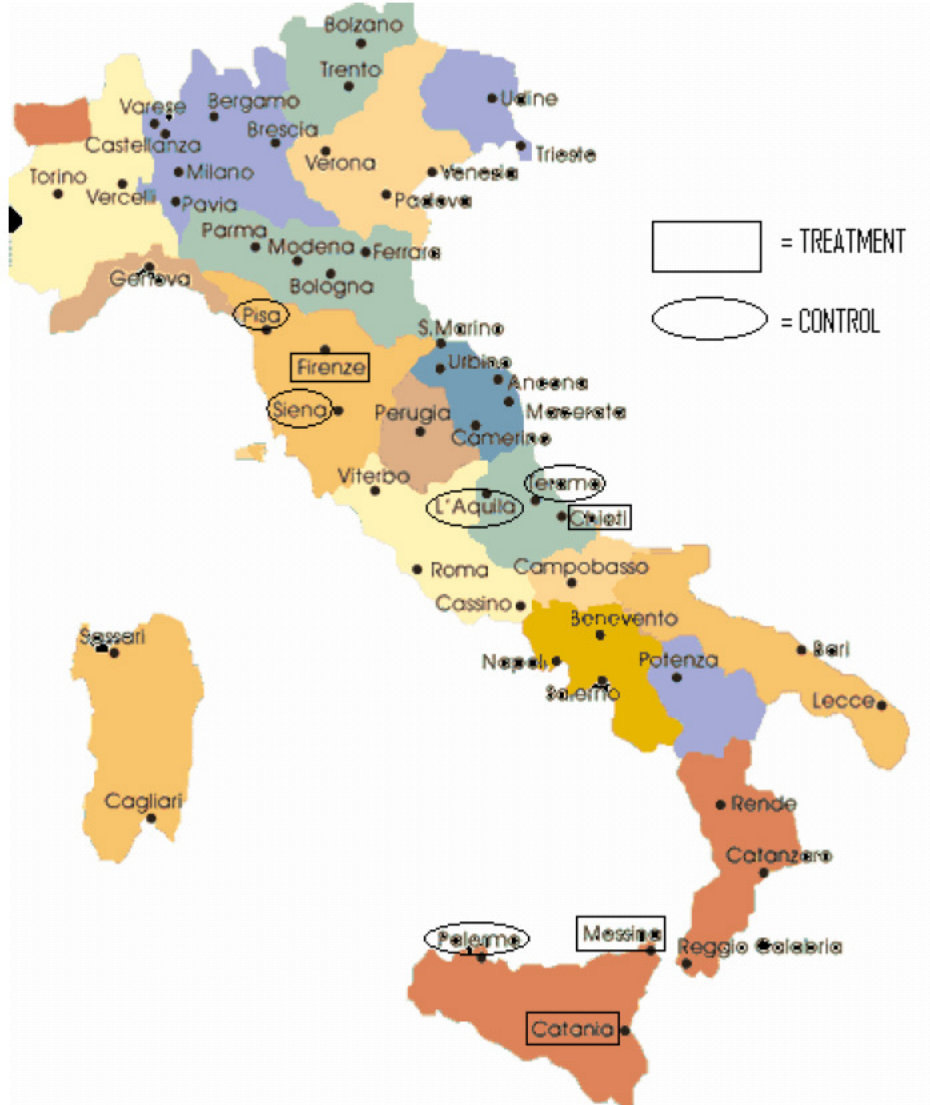 Bolzano
Trento
Udine
Varese
Bergamo
Brescia
Castellanza
Verona
Trieste
Milano
Venezia
Torino
Vercelli
Pavia
Padova
Parma
Modena
Ferrara
= TREATMENT
Genova
Bologna
Pisa
S.Marino
= CONTROL
Firenze
Urbino
Ancona
Siena
Perugia
Macerata
Camerino
Viterbo
Teramo
L'Aquila
Chieti
Roma
Campobasso
Cassino
Benevento
Sassari
Napoli
Potenza
Bari
Salerno
Lecce
Cagliari
Rende
Catanzaro
Palermo
Messina
Reggio Calabria
Catania